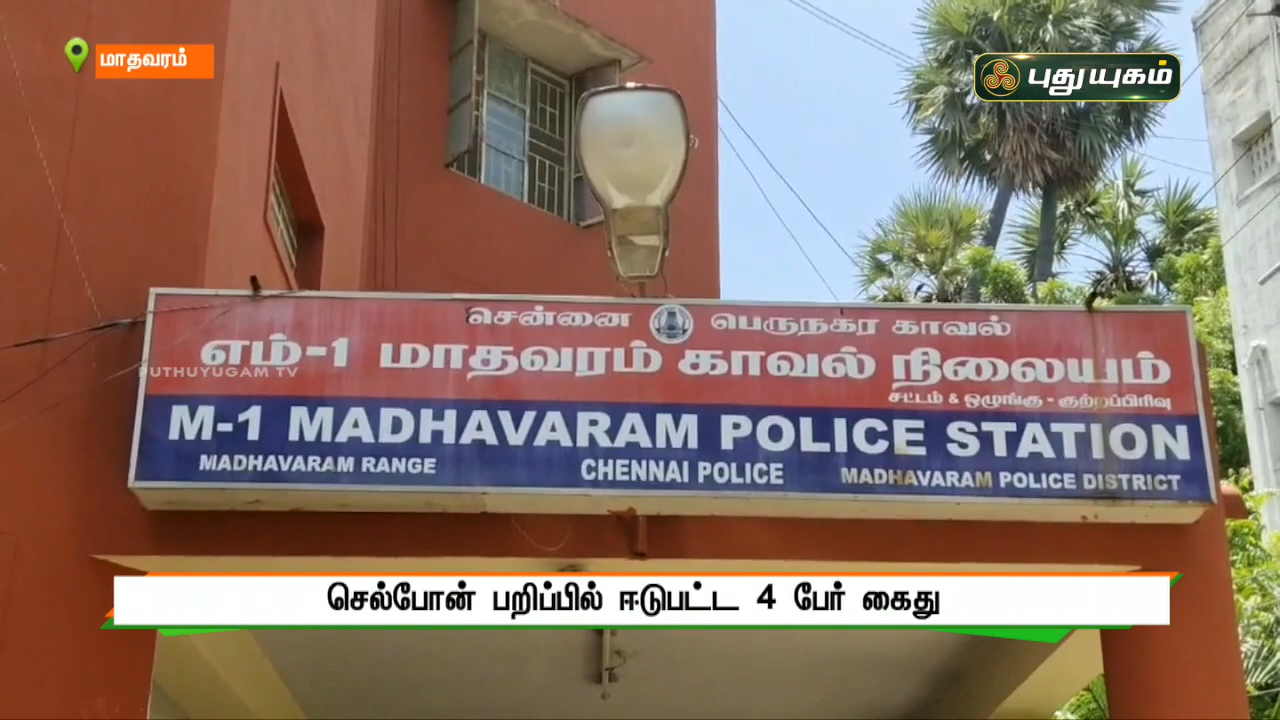 மாதவரம்
புதுயுகம்
சென்னை பெருநகர காவல்
எம்-1 மாதவரம் காவல் நிலையம்
PUTHUYUGAM TV
சட்டம் & ஒழுங்கு - குற்றப்பிரிவு
M-1 MADHAVARAM POLICE STATION
MADHAVARAM RANGE CHENNAI POLICE MADHAVARAM POLICE DISTRICT
செல்போன் பறிப்பில் ஈடுபட்ட 4 பேர் கைது